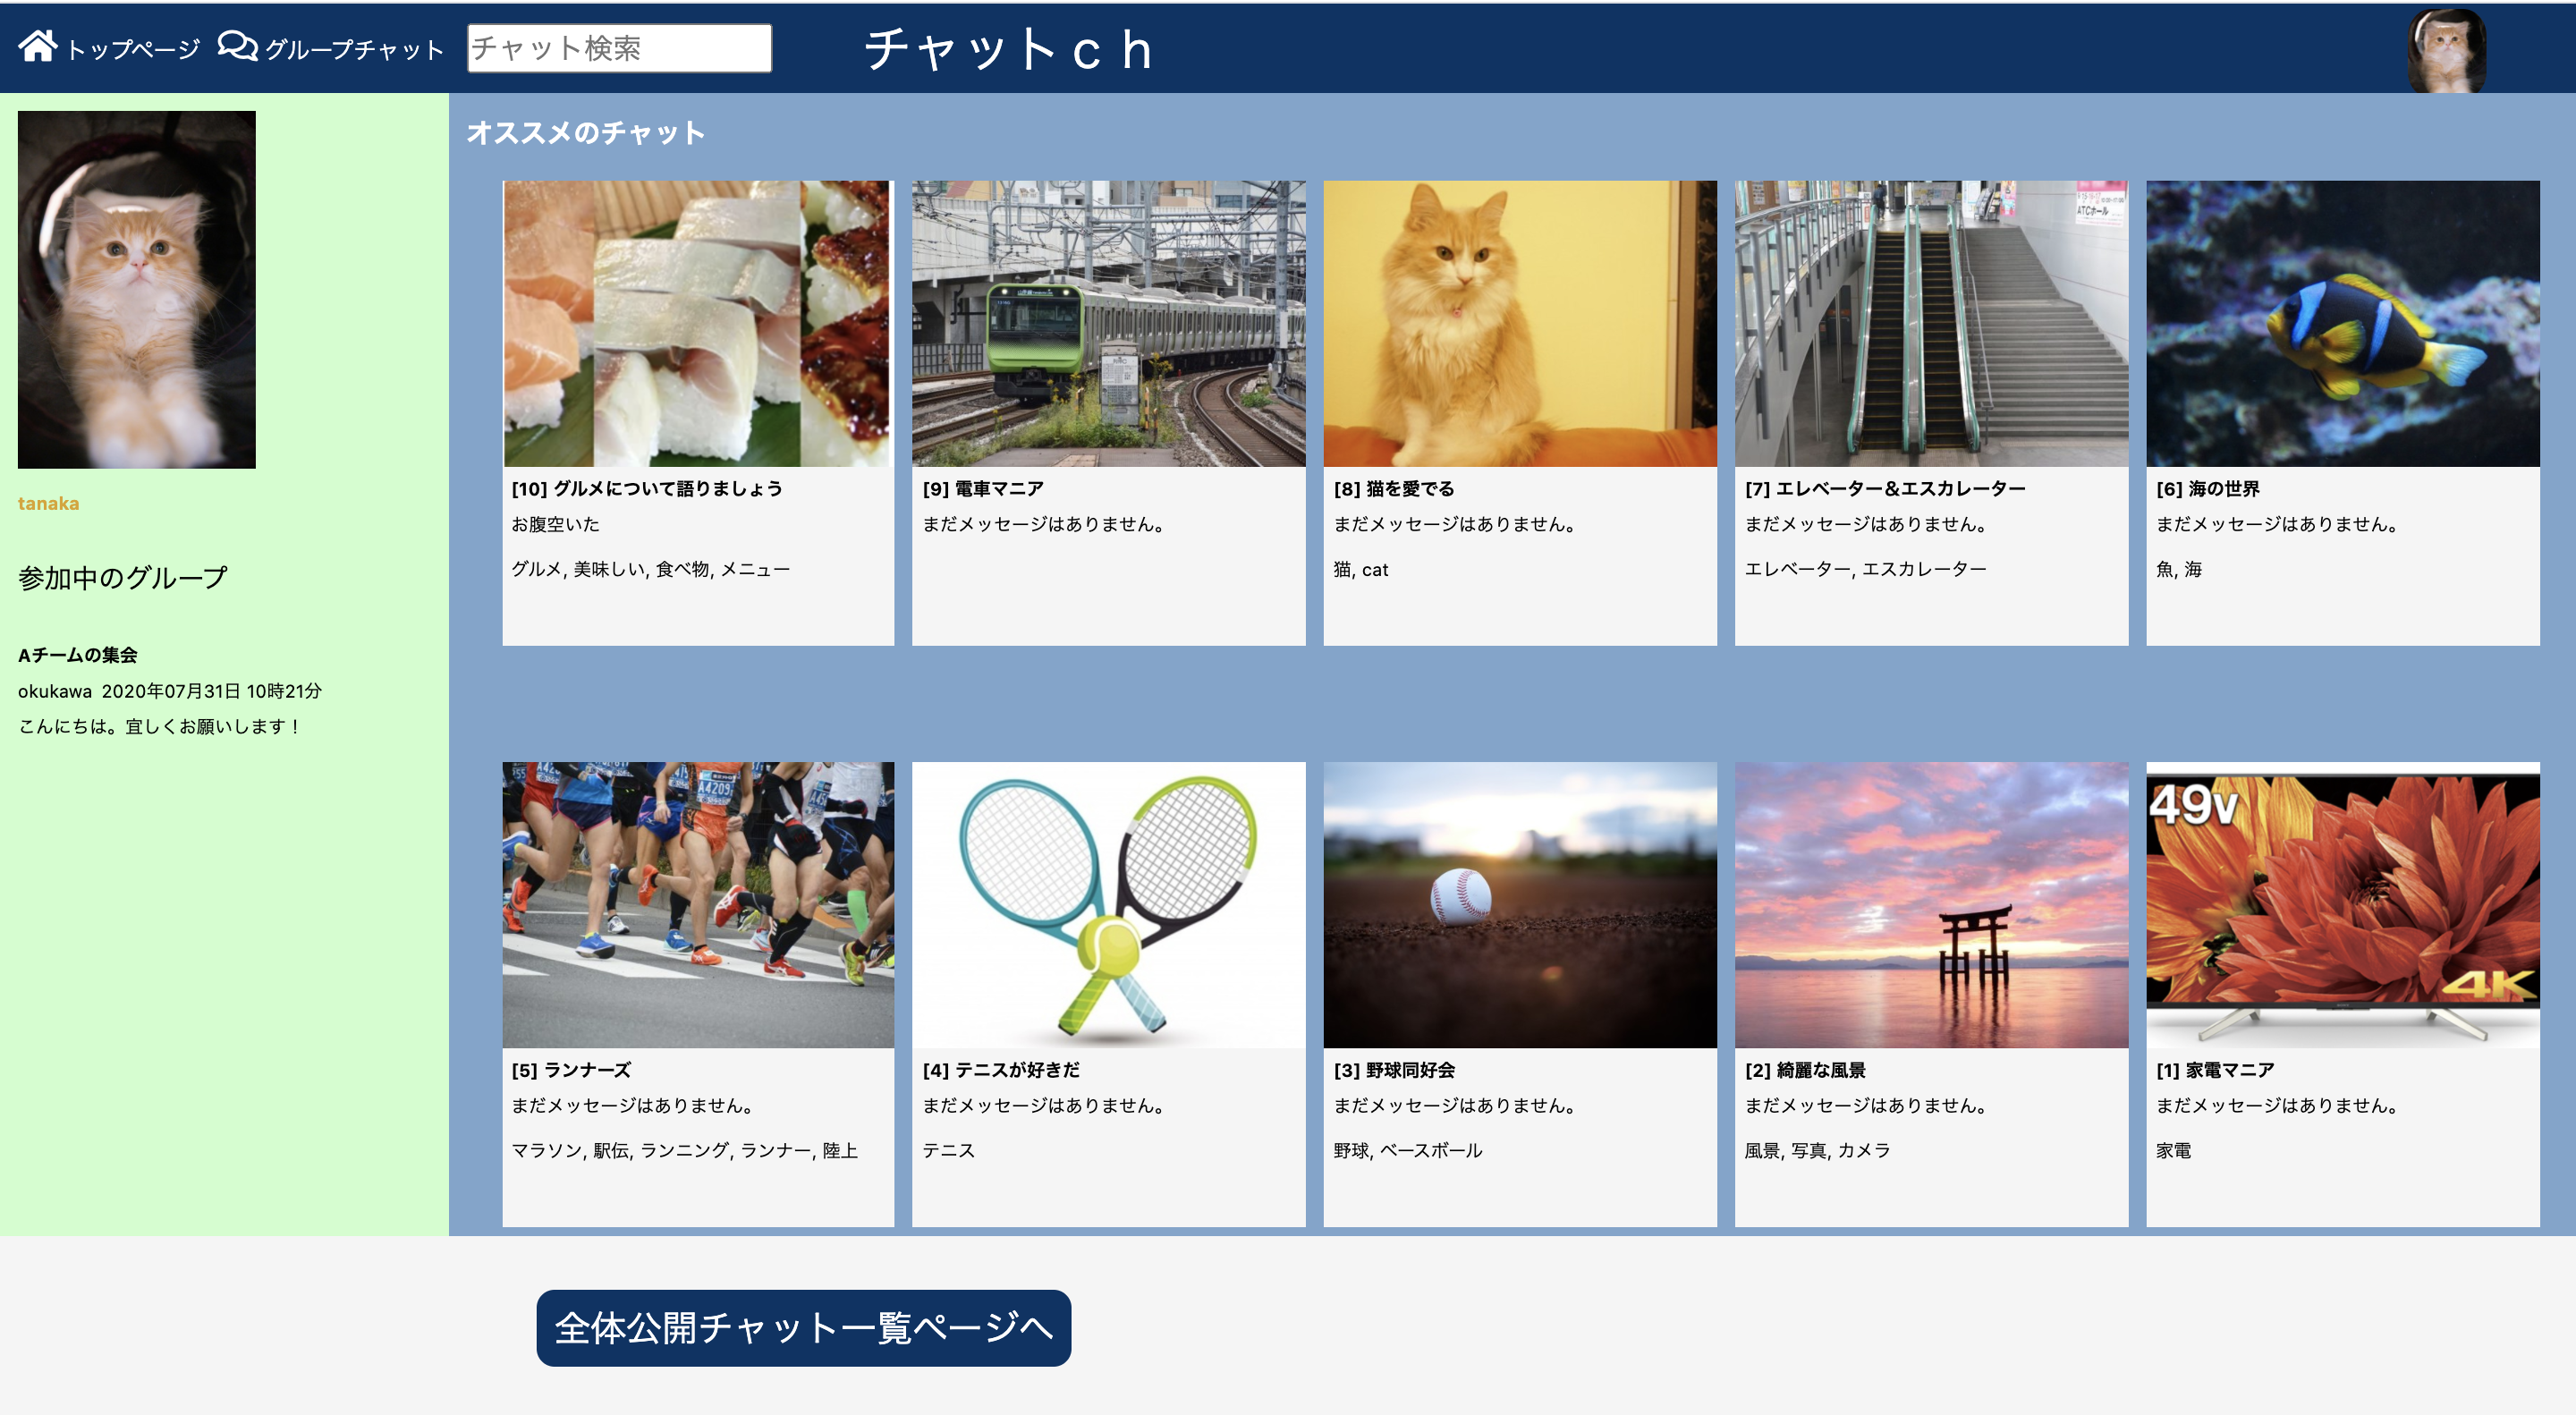 トップページ グループチャット チャット検索 チャットｃｈ
tanaka
参加中のグループ
Aチームの集会
okukawa 2020年07月31日 10時21分
こんにちは。宜しくお願いします！
オススメのチャット
ATCホール
[10] グルメについて語りましょう
お腹空いた
グルメ, 美味しい, 食べ物, メニュー
[9] 電車マニア
まだメッセージはありません。
[8] 猫を愛でる
まだメッセージはありません。
猫, cat
[7] エレベーター＆エスカレーター
まだメッセージはありません。
エレベーター, エスカレーター
[6] 海の世界
まだメッセージはありません。
魚, 海
A4209
[5] ランナーズ
まだメッセージはありません。
マラソン, 駅伝, ランニング, ランナー, 陸上
[4] テニスが好きだ
まだメッセージはありません。
テニス
[3] 野球同好会
まだメッセージはありません。
野球, ベースボール
[2] 綺麗な風景
まだメッセージはありません。
風景, 写真, カメラ
49v
4K
[1] 家電マニア
まだメッセージはありません。
家電
全体公開チャット一覧ページへ